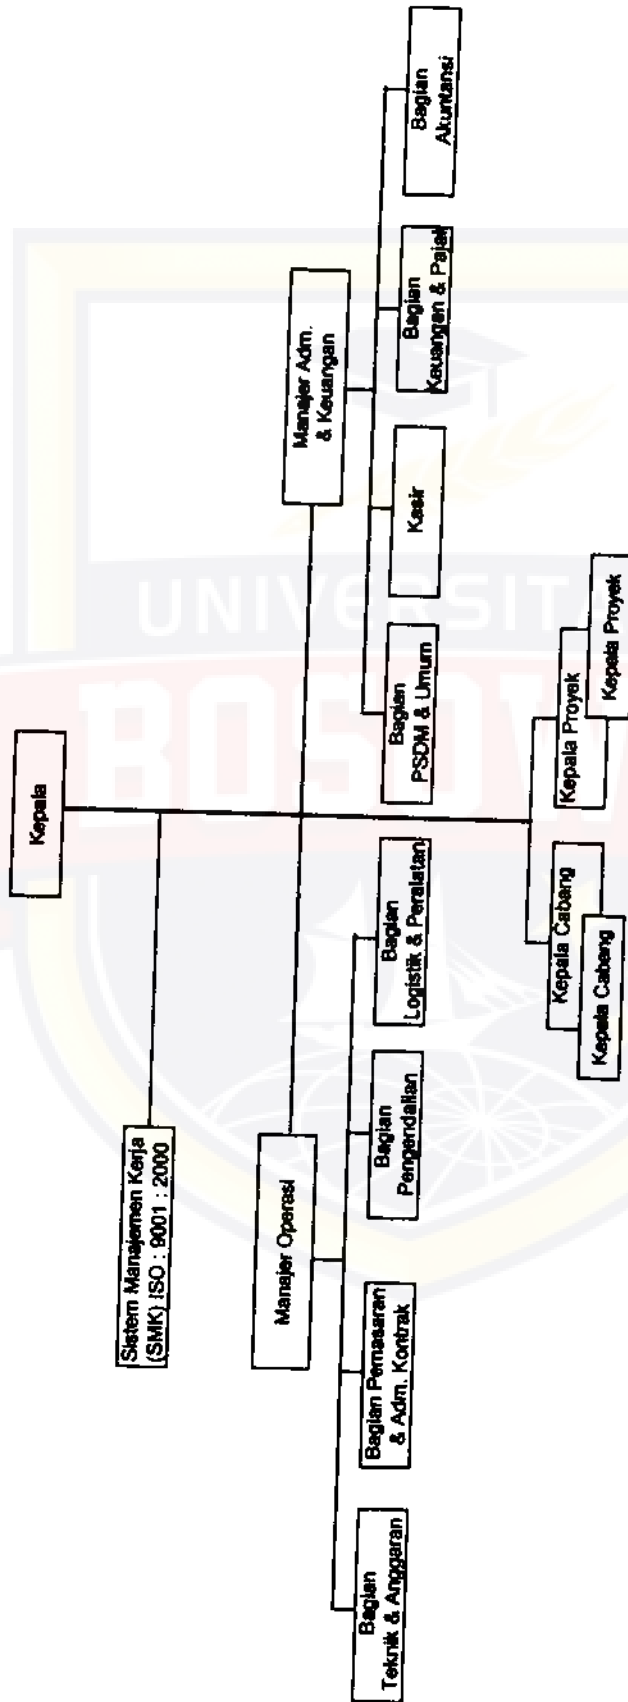 Kepala
Sistem Manajemen Kerja
(SMK) ISO : 9001 : 2000
Manajer Operasi
Manajer Adm.
& Keuangan
Bagian
Teknik & Anggaran
Bagian Pemasaran
& Adm. Kontrak
Bagian
Pengendalian
Bagian
Logistik & Peralatan
Bagian
PSDM & Umum
Kasir
Bagian
Keuangan & Pajak
Bagian
Akuntansi
Kepala Cabang
Kepala Cabang
Kepala Proyek
Kepala Proyek
UNIVERSITA
BOSOW